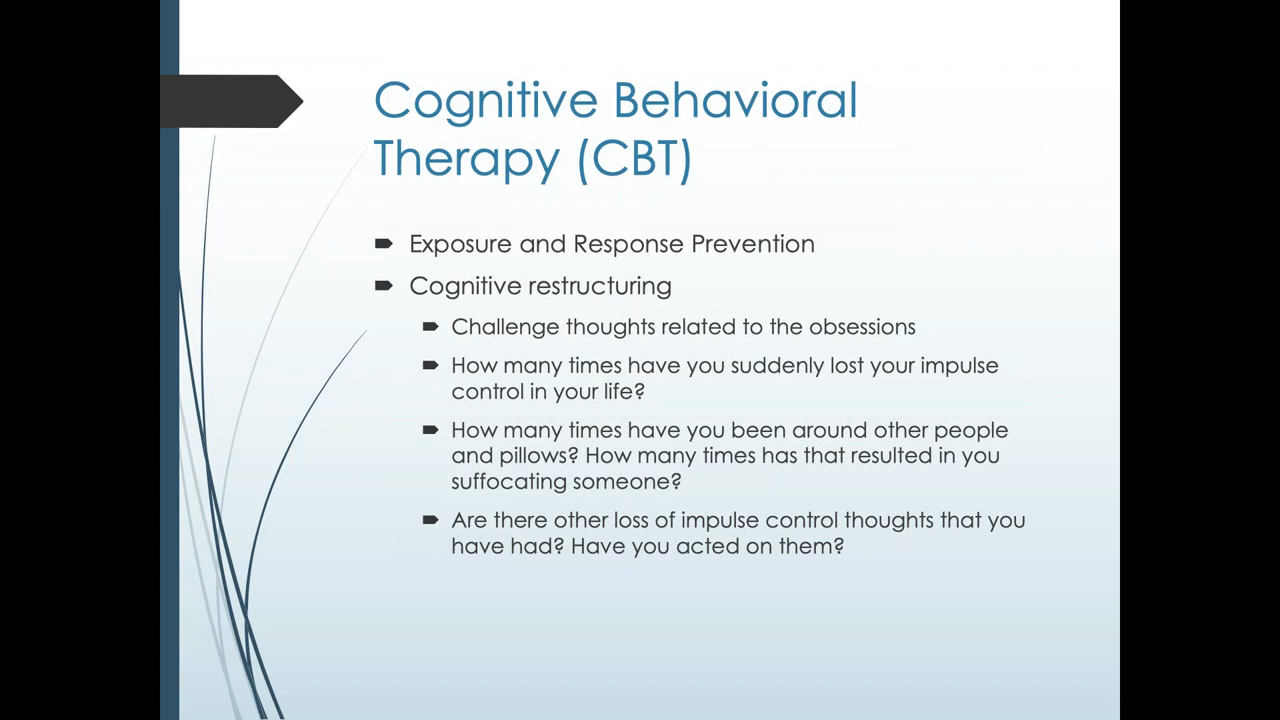 Cognitive Behavioral
Therapy (CBT)
Exposure and Response Prevention
Cognitive restructuring
Challenge thoughts related to the obsessions
How many times have you suddenly lost your impulse
control in your life?
How many times have you been around other people
and pillows? How many times has that resulted in you
suffocating someone?
Are there other loss of impulse control thoughts that you
have had? Have you acted on them?